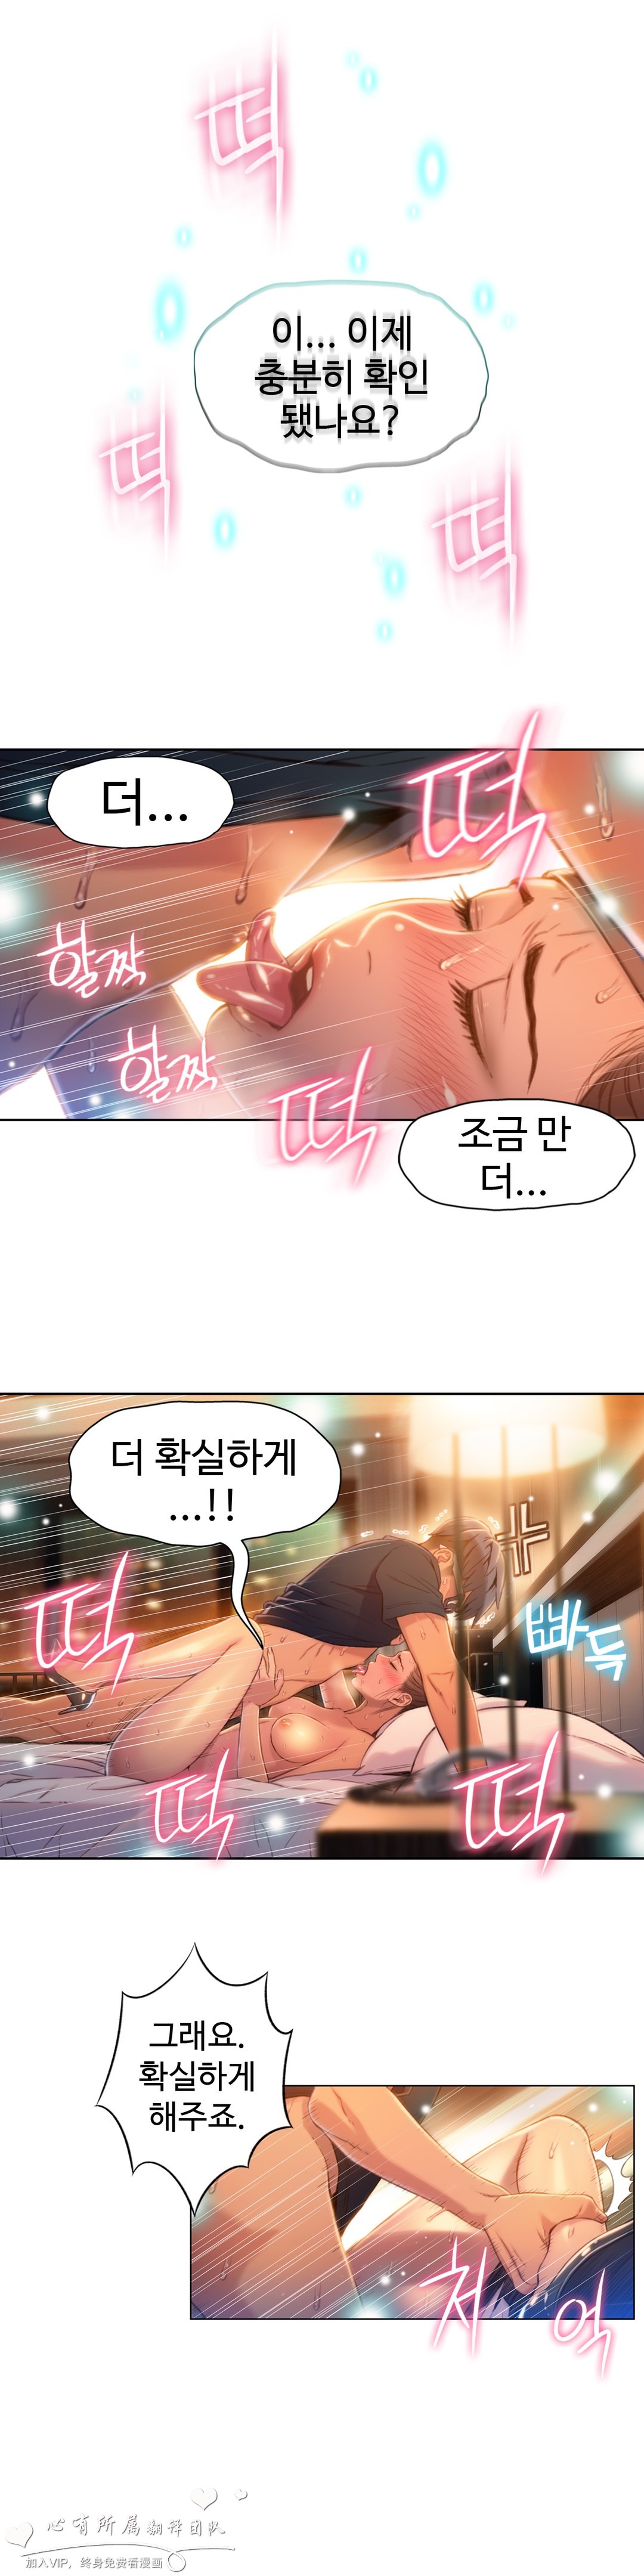 떡
이... 이제
충분히 확인
됐나요?
떡
떡
더...
떡
할짝
할짝
떡
조금 만
더...
더 확실하게
...!!
떡
빠득
떡
떡
그래요.
확실하게
해주죠.
처억
心有所属翻译团队
加入VIP，终身免费看漫画